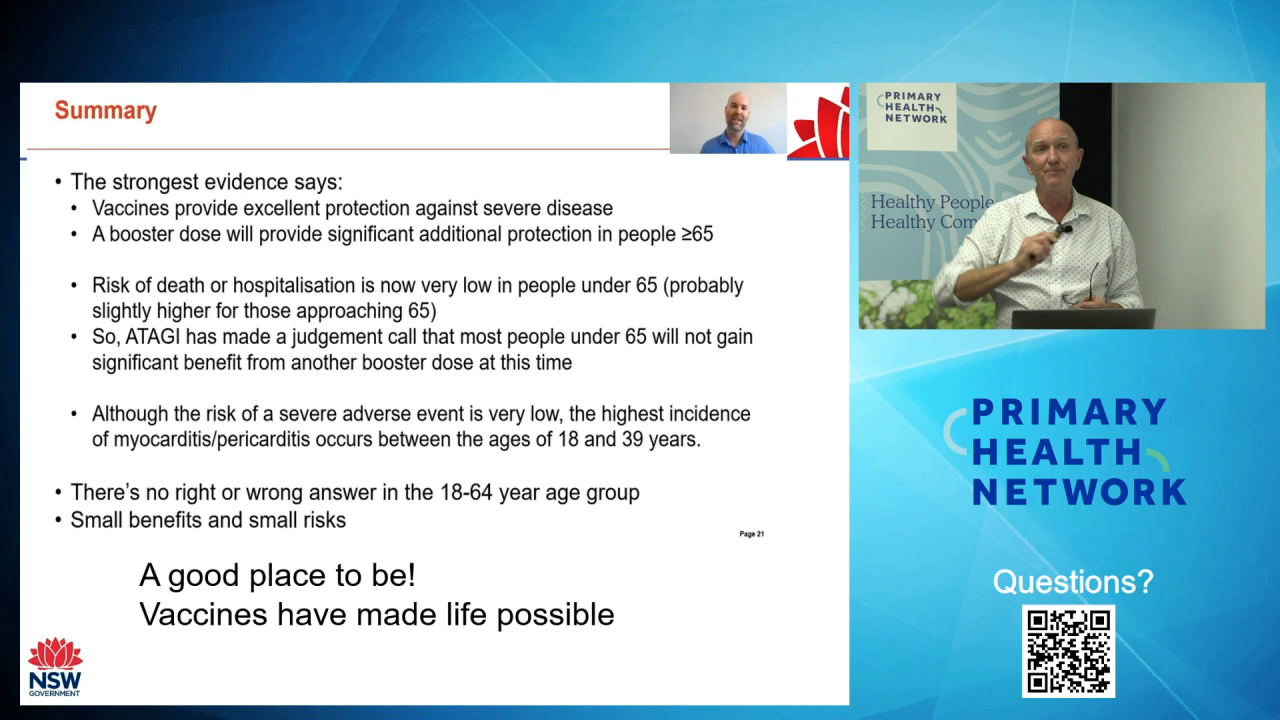 Summary
• The strongest evidence says:
• Vaccines provide excellent protection against severe disease
• A booster dose will provide significant additional protection in people ≥65
• Risk of death or hospitalisation is now very low in people under 65 (probably
slightly higher for those approaching 65)
• So, ATAGI has made a judgement call that most people under 65 will not gain
significant benefit from another booster dose at this time
• Although the risk of a severe adverse event is very low, the highest incidence
of myocarditis/pericarditis occurs between the ages of 18 and 39 years.
• There's no right or wrong answer in the 18-64 year age group
• Small benefits and small risks
Page 21
A good place to be!
Vaccines have made life possible
NSW
GOVERNMENT
PRIMARY
HEALTH
NETWORK
Healthy People
Healthy Com
PRIMARY
HEALTH
NETWORK
Questions?